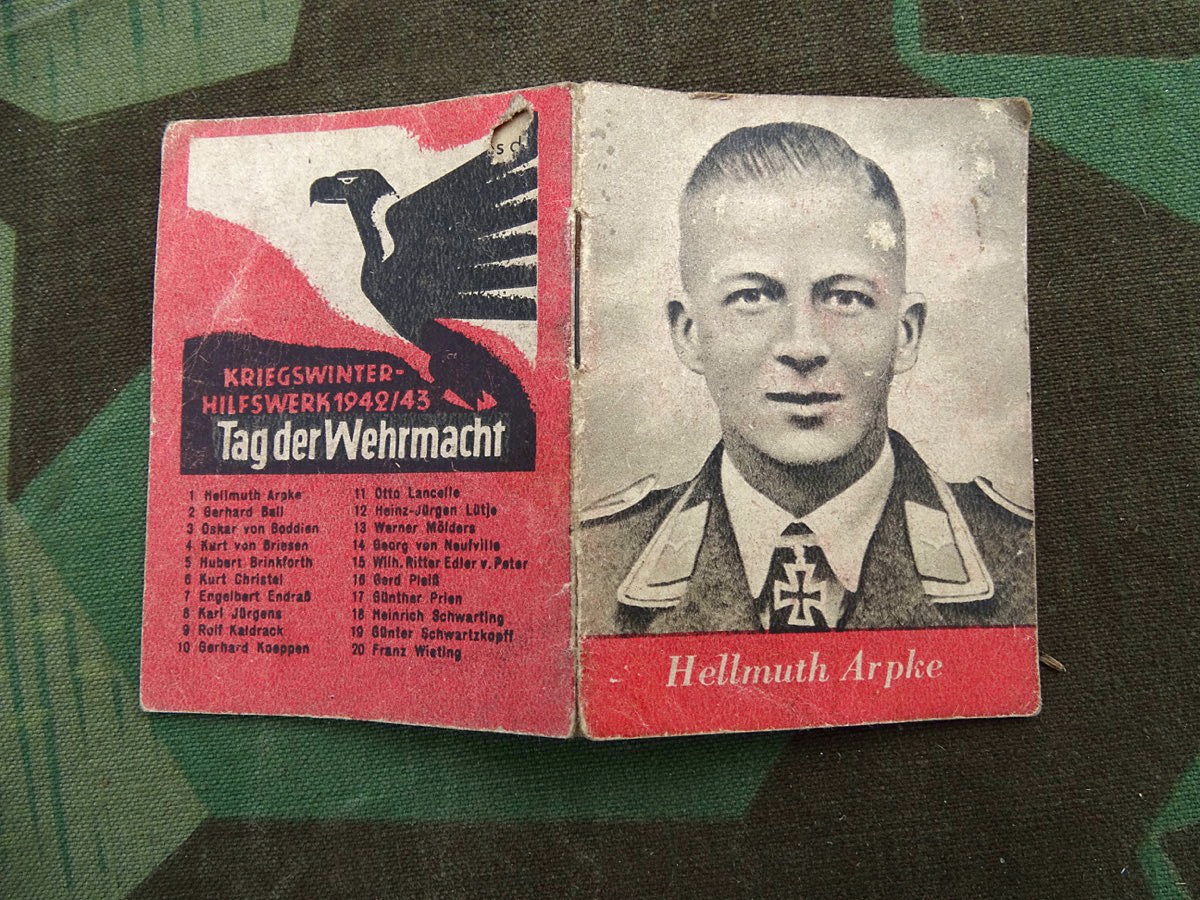 KRIEGSWINTER-
HILFSWERK 1942/43
Tag der Wehrmacht
1 Hellmuth Arpke
2 Gerhard Ball
3 Oskar von Boddien
4 Kurt von Briesen
5 Hubert Brinkforth
6 Kurt Christel
7 Engelbert Endraß
8 Karl Jürgens
9 Rolf Kaldrack
10 Gerhard Koeppen
11 Otto Lancelle
12 Heinz-Jürgen Lütje
13 Werner Mölders
14 Georg von Neufville
15 Wilh. Ritter Edler v. Peter
16 Gerd Pleiß
17 Günther Prien
18 Heinrich Schwarting
19 Günter Schwartzkopff
20 Franz Wieting
Hellmuth Arpke